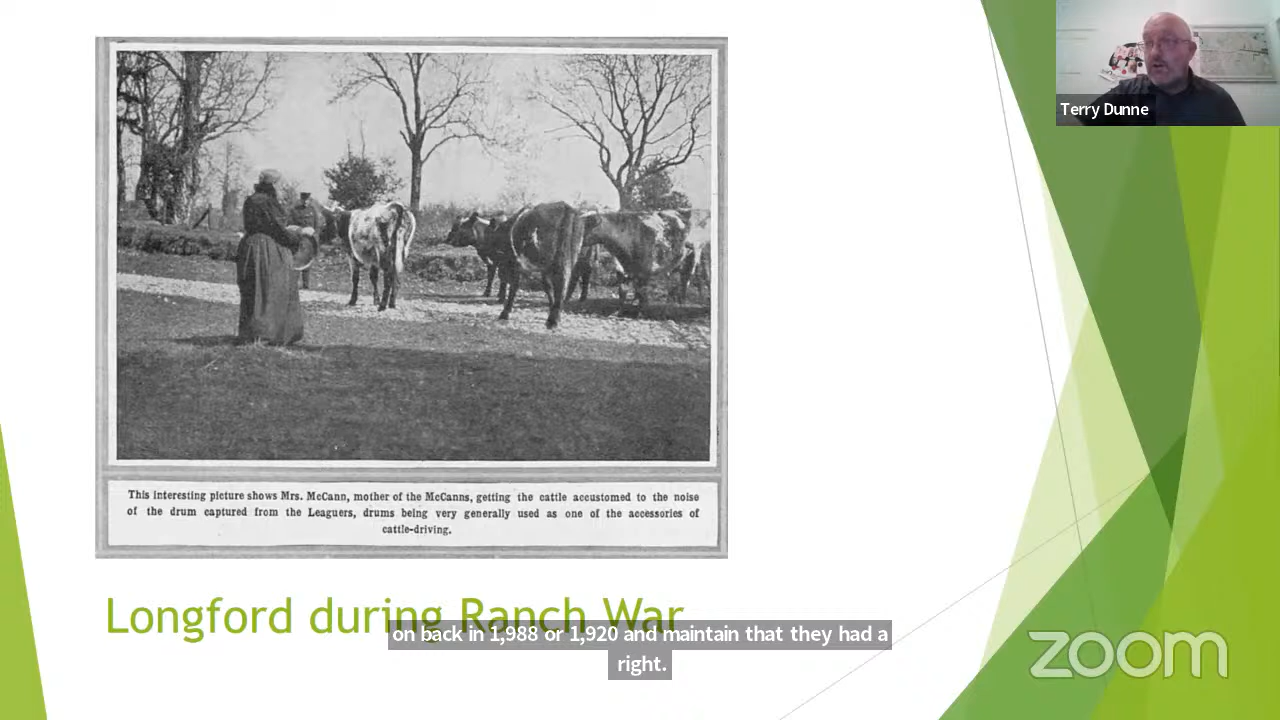 Terry Dunne
This interesting picture shows Mrs. McCann, mother of the McCanns, getting the cattle accustomed to the noise
of the drum captured from the Leaguers, drums being very generally used as one of the accessories of
cattle-driving.
Longford during Ranch War
on back in 1,988 or 1,920 and maintain that they had a
right.
zoom